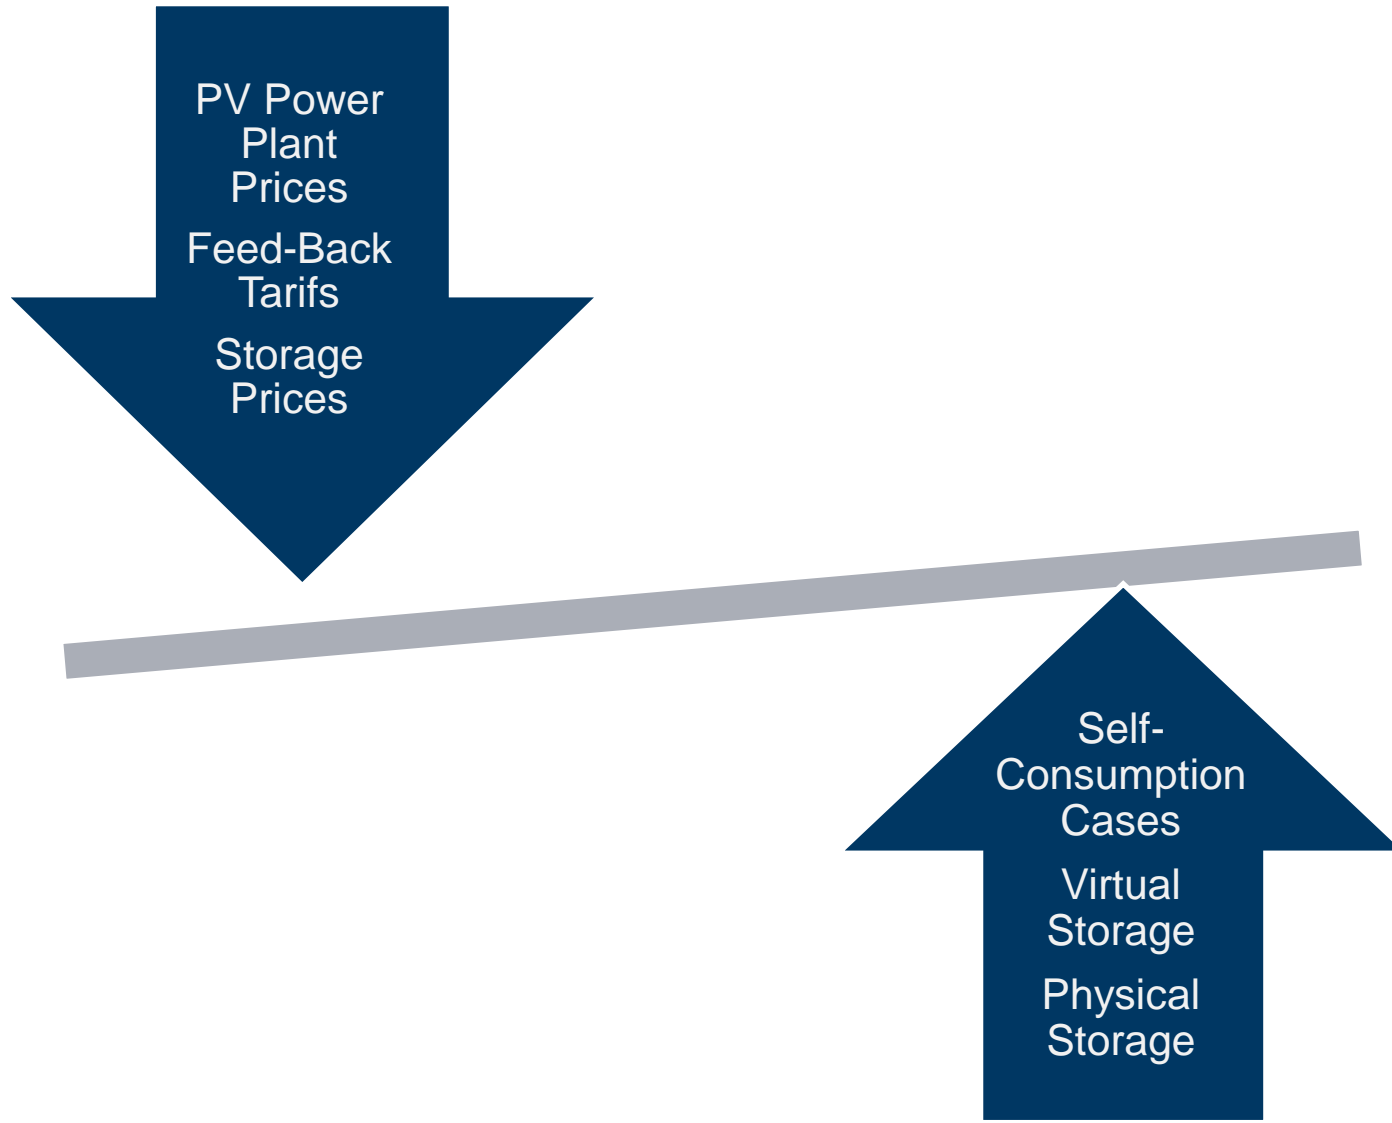 PV Power
Plant
Prices
Feed-Back
Tarifs
Storage
Prices
Self-
Consumption
Cases
Virtual
Storage
Physical
Storage